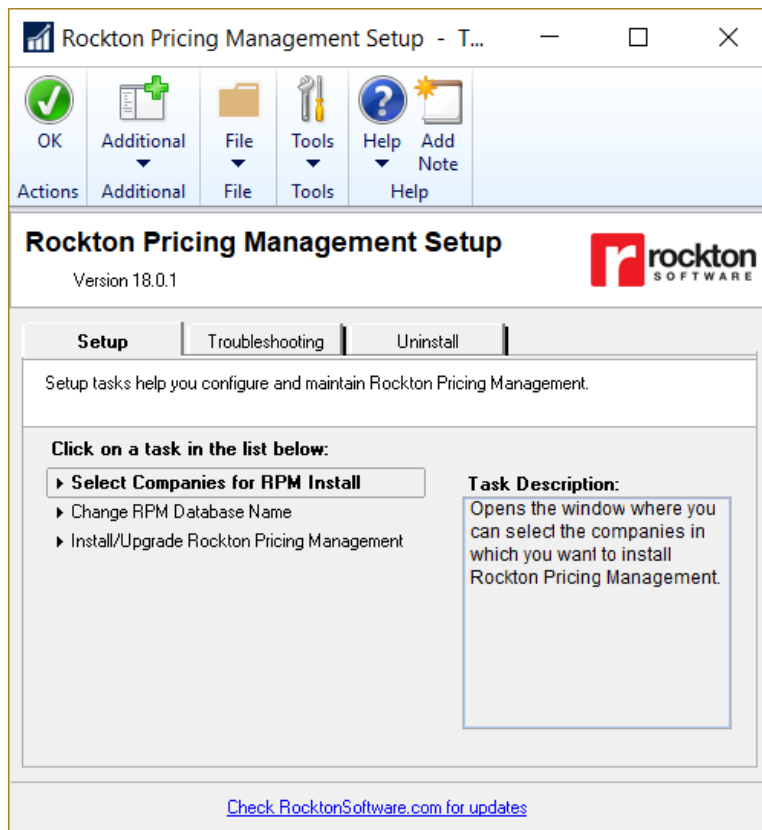 Rockton Pricing Management Setup - T...
OK
Additional
File
Tools
Help
Add
Note
Actions
Additional
File
Tools
Help
Rockton Pricing Management Setup
Version 18.0.1
rockton
SOFTWARE
Setup
Troubleshooting
Uninstall
Setup tasks help you configure and maintain Rockton Pricing Management.
Click on a task in the list below:
Select Companies for RPM Install
Change RPM Database Name
Install/Upgrade Rockton Pricing Management
Task Description:
Opens the window where you
can select the companies in
which you want to install
Rockton Pricing Management.
Check RocktonSoftware.com for updates